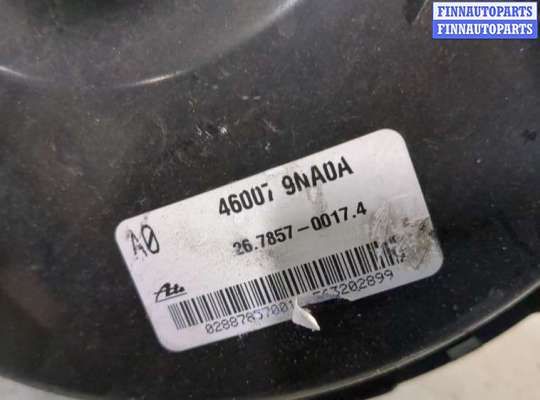 FINNAUTOPARTS
FINNAUTOPARTS
46007 9NA0A
A0
26.7857-0017.4
Ate